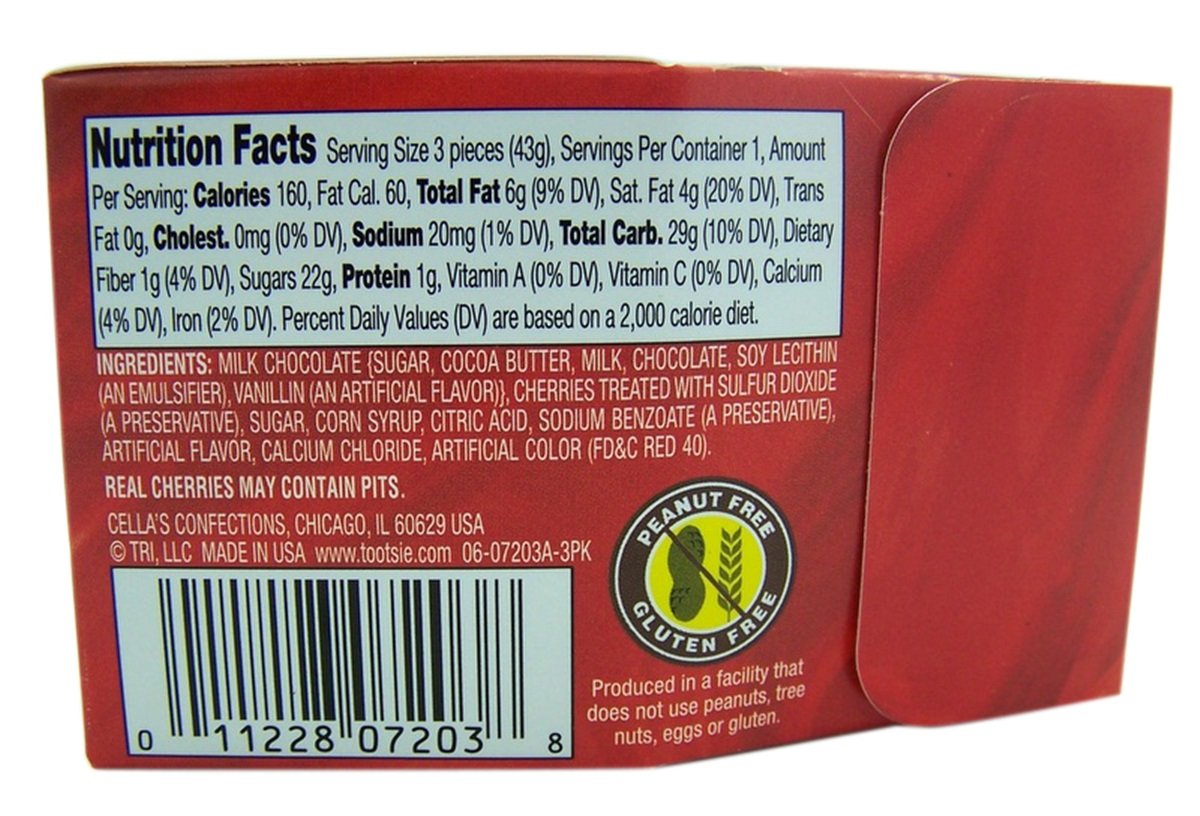 Nutrition Facts Serving Size 3 pieces (43g), Servings Per Container 1, Amount
Per Serving: Calories 160, Fat Cal. 60, Total Fat 6g (9% DV), Sat. Fat 4g (20% DV), Trans
Fat 0g, Cholest. 0mg (0% DV), Sodium 20mg (1% DV), Total Carb. 29g (10% DV), Dietary
Fiber 1g (4% DV), Sugars 22g, Protein 1g, Vitamin A (0% DV), Vitamin C (0% DV), Calcium
(4% DV), Iron (2% DV). Percent Daily Values (DV) are based on a 2,000 calorie diet.
INGREDIENTS: MILK CHOCOLATE {SUGAR, COCOA BUTTER, MILK, CHOCOLATE, SOY LECITHIN
(AN EMULSIFIER), VANILLIN (AN ARTIFICIAL FLAVOR)}, CHERRIES TREATED WITH SULFUR DIOXIDE
(A PRESERVATIVE), SUGAR, CORN SYRUP, CITRIC ACID, SODIUM BENZOATE (A PRESERVATIVE),
ARTIFICIAL FLAVOR, CALCIUM CHLORIDE, ARTIFICIAL COLOR (FD&C RED 40).
REAL CHERRIES MAY CONTAIN PITS.
CELLA'S CONFECTIONS, CHICAGO, IL 60629 USA
© TRI, LLC MADE IN USA www.tootsie.com 06-07203A-3PK
PEANUT FREE
GLUTEN FREE
Produced in a facility that
does not use peanuts, tree
nuts, eggs or gluten.
0 11228 07203 8